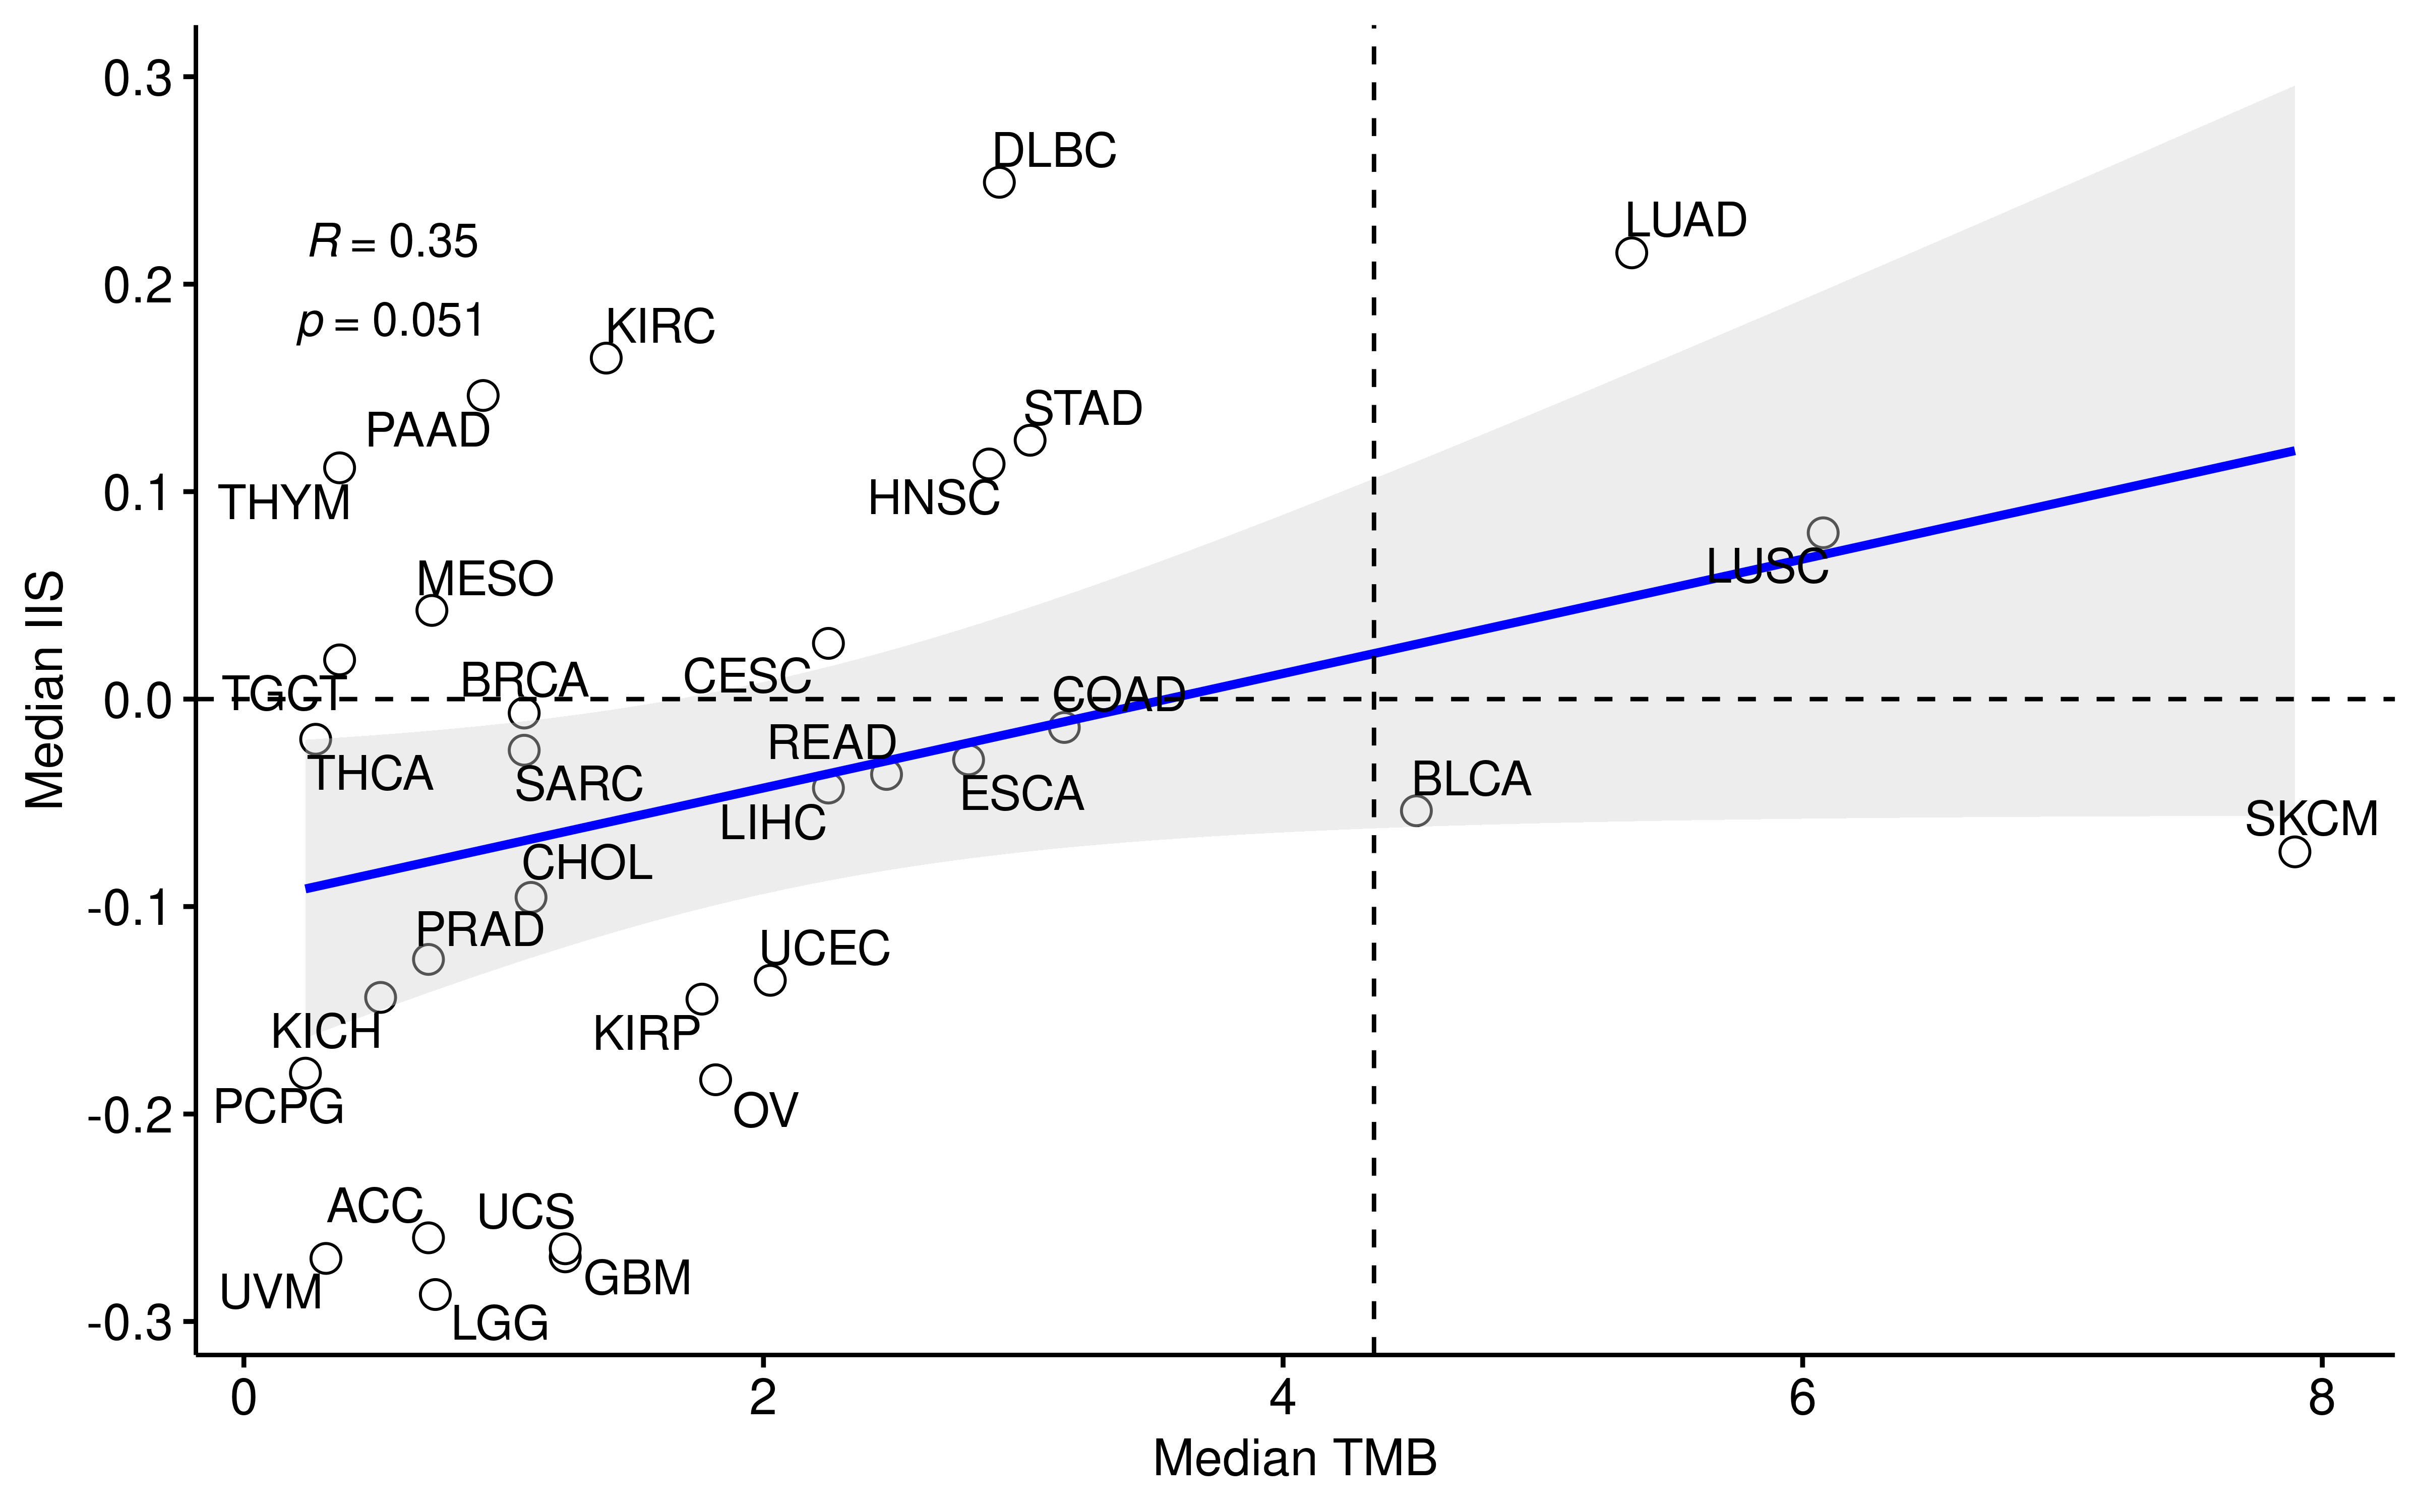 0.3
DLBC
LUAD
R = 0.35
0.2
p = 0.051
KIRC
STAD
PAAD
HNSC
0.1
THYM
LUSC
MESO
CESC
BRCA
TGCT
COAD
0.0
READ
THCA
SARC
BLCA
ESCA
LIHC
SKCM
CHOL
-0.1
PRAD
UCEC
KICH
KIRP
PCPG
OV
-0.2
ACC
UCS
GBM
UVM
LGG
-0.3
Median IIS
0 2 4 6 8
Median TMB